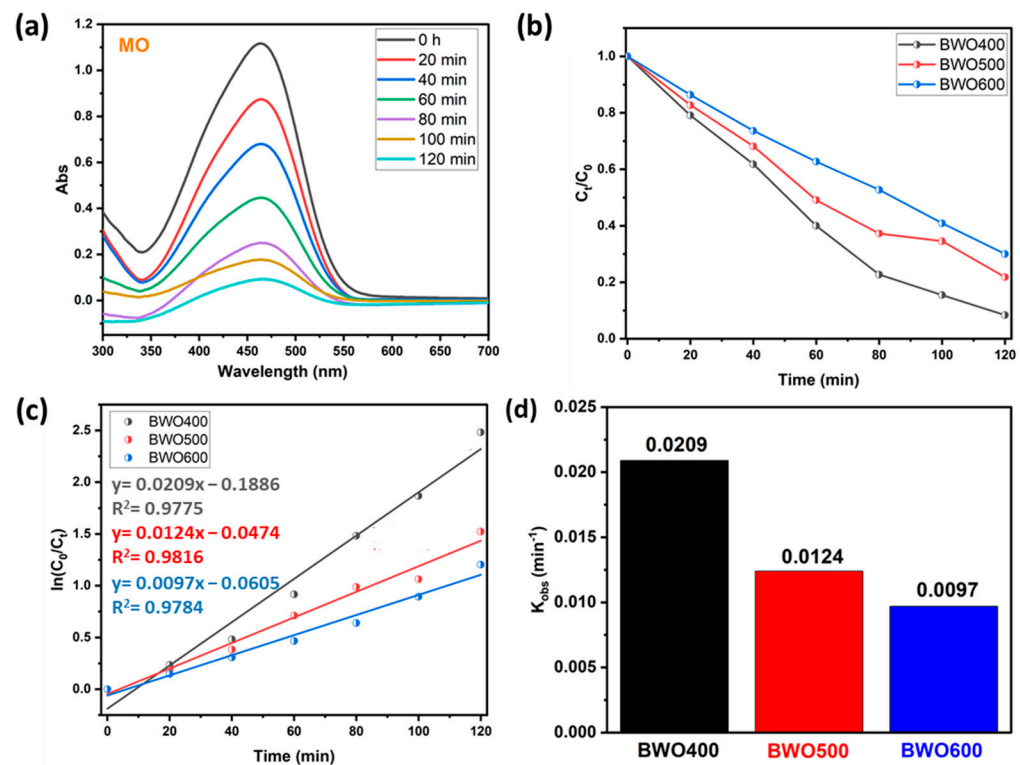 (a)
MO
0 h
20 min
40 min
60 min
80 min
100 min
120 min
Abs
1.2
1.0
0.8
0.6
0.4
0.2
0.0
300 350 400 450 500 550 600 650 700
Wavelength (nm)
(b)
BWO400
BWO500
BWO600
Cₜ/C₀
1.0
0.8
0.6
0.4
0.2
0.0
0 20 40 60 80 100 120
Time (min)
(c)
BWO400
BWO500
BWO600
y= 0.0209x – 0.1886
R²= 0.9775
y= 0.0124x – 0.0474
R²= 0.9816
y= 0.0097x – 0.0605
R²= 0.9784
ln(C₀/Cₜ)
2.5
2.0
1.5
1.0
0.5
0.0
0 20 40 60 80 100 120
Time (min)
(d)
K_obs (min⁻¹)
0.025
0.020
0.015
0.010
0.005
0.000
0.0209
0.0124
0.0097
BWO400 BWO500 BWO600